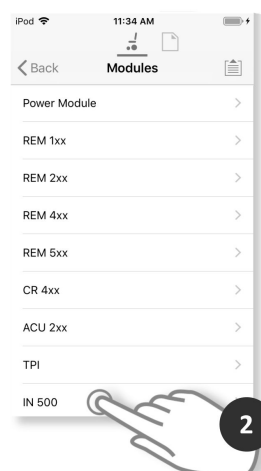 iPod 11:34 AM
Back Modules
Power Module
REM 1xx
REM 2xx
REM 4xx
REM 5xx
CR 4xx
ACU 2xx
TPI
IN 500
2